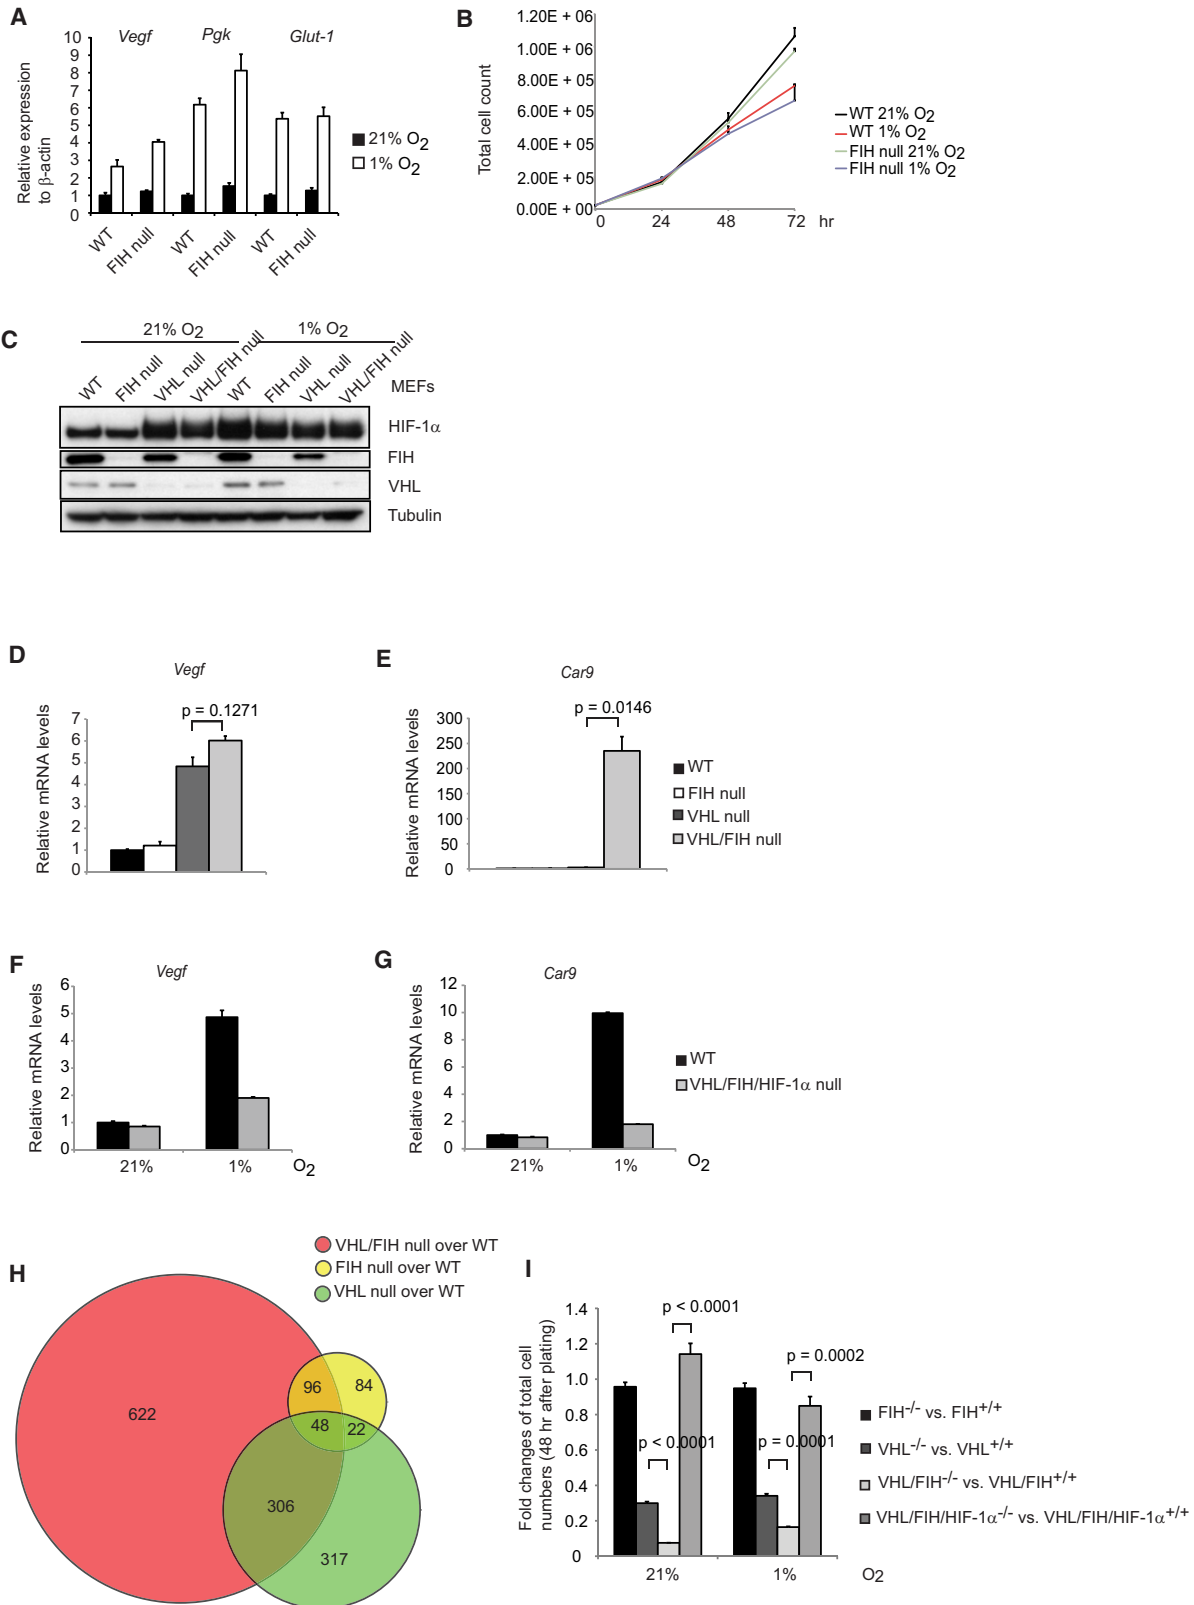 A
Vegf
Pgk
Glut-1
Relative expression
to β-actin
10
9
8
7
6
5
4
3
2
1
0
WT
FIH null
WT
FIH null
WT
FIH null
21% O2
1% O2
B
Total cell count
1.20E + 06
1.00E + 06
8.00E + 05
6.00E + 05
4.00E + 05
2.00E + 05
0.00E + 00
0
24
48
72
hr
WT 21% O2
WT 1% O2
FIH null 21% O2
FIH null 1% O2
C
21% O2
1% O2
WT
FIH null
VHL null
VHL/FIH null
WT
FIH null
VHL null
VHL/FIH null
MEFs
HIF-1α
FIH
VHL
Tubulin
D
Vegf
Relative mRNA levels
7
6
5
4
3
2
1
0
p = 0.1271
E
Car9
Relative mRNA levels
300
250
200
150
100
50
0
p = 0.0146
WT
FIH null
VHL null
VHL/FIH null
F
Vegf
Relative mRNA levels
6
5
4
3
2
1
0
21%
1%
O2
G
Car9
Relative mRNA levels
12
10
8
6
4
2
0
21%
1%
O2
WT
VHL/FIH/HIF-1α null
H
VHL/FIH null over WT
FIH null over WT
VHL null over WT
622
96
84
48
22
306
317
I
Fold changes of total cell
numbers (48 hr after plating)
1.4
1.2
1.0
0.8
0.6
0.4
0.2
0
p < 0.0001
p < 0.0001
p = 0.0002
p = 0.0001
21%
1%
O2
FIH-/- vs. FIH+/+
VHL-/- vs. VHL+/+
VHL/FIH-/- vs. VHL/FIH+/+
VHL/FIH/HIF-1α-/- vs. VHL/FIH/HIF-1α+/+